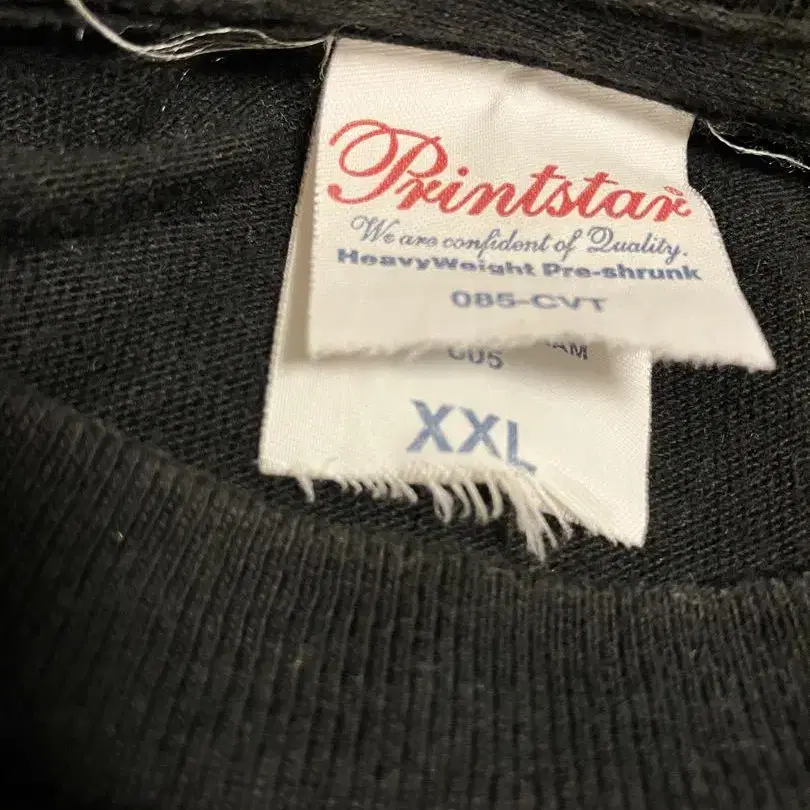 Printstar®
We are confident of Quality.
HeavyWeight Pre-shrunk
085-CVT
005
XXL